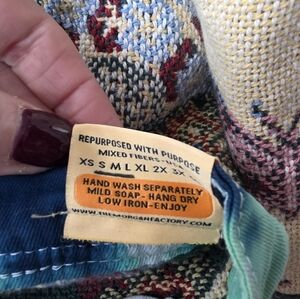 REPURPOSED WITH PURPOSE
MIXED FIBERS - USA
XS S M L XL 2X 3X
HAND WASH SEPARATELY
MILD SOAP - HANG DRY
LOW IRON - ENJOY
WWW.THEMORGANFACTORY.COM